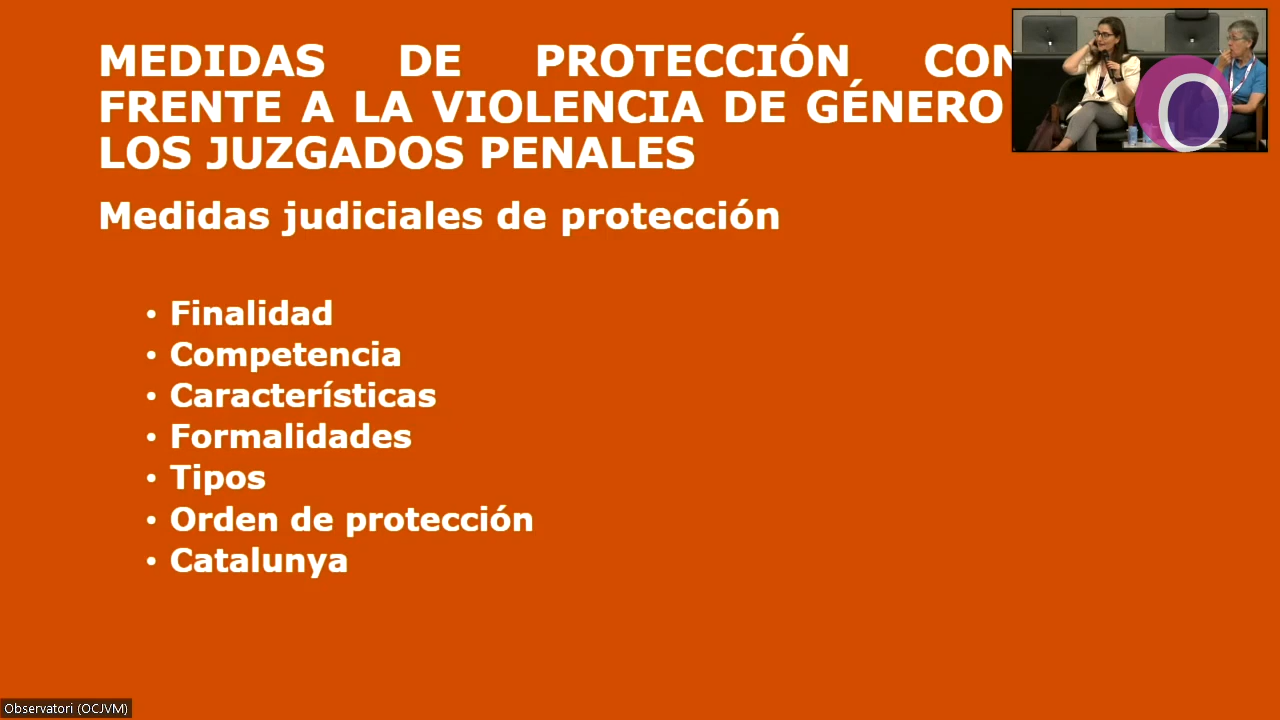 MEDIDAS DE PROTECCIÓN CON
FRENTE A LA VIOLENCIA DE GÉNERO
LOS JUZGADOS PENALES
Medidas judiciales de protección
• Finalidad
• Competencia
• Características
• Formalidades
• Tipos
• Orden de protección
• Catalunya
Observatori (OCJVM)